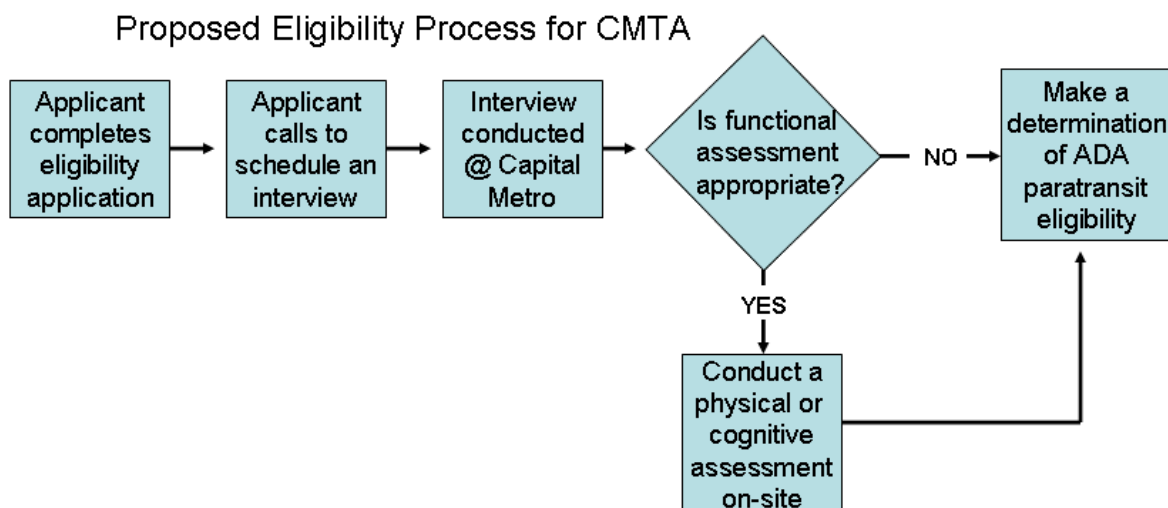 Proposed Eligibility Process for CMTA
Applicant
completes
eligibility
application
Applicant
calls to
schedule an
interview
Interview
conducted
@ Capital
Metro
Is functional
assessment
appropriate?
NO
Make a
determination
of ADA
paratransit
eligibility
YES
Conduct a
physical or
cognitive
assessment
on-site